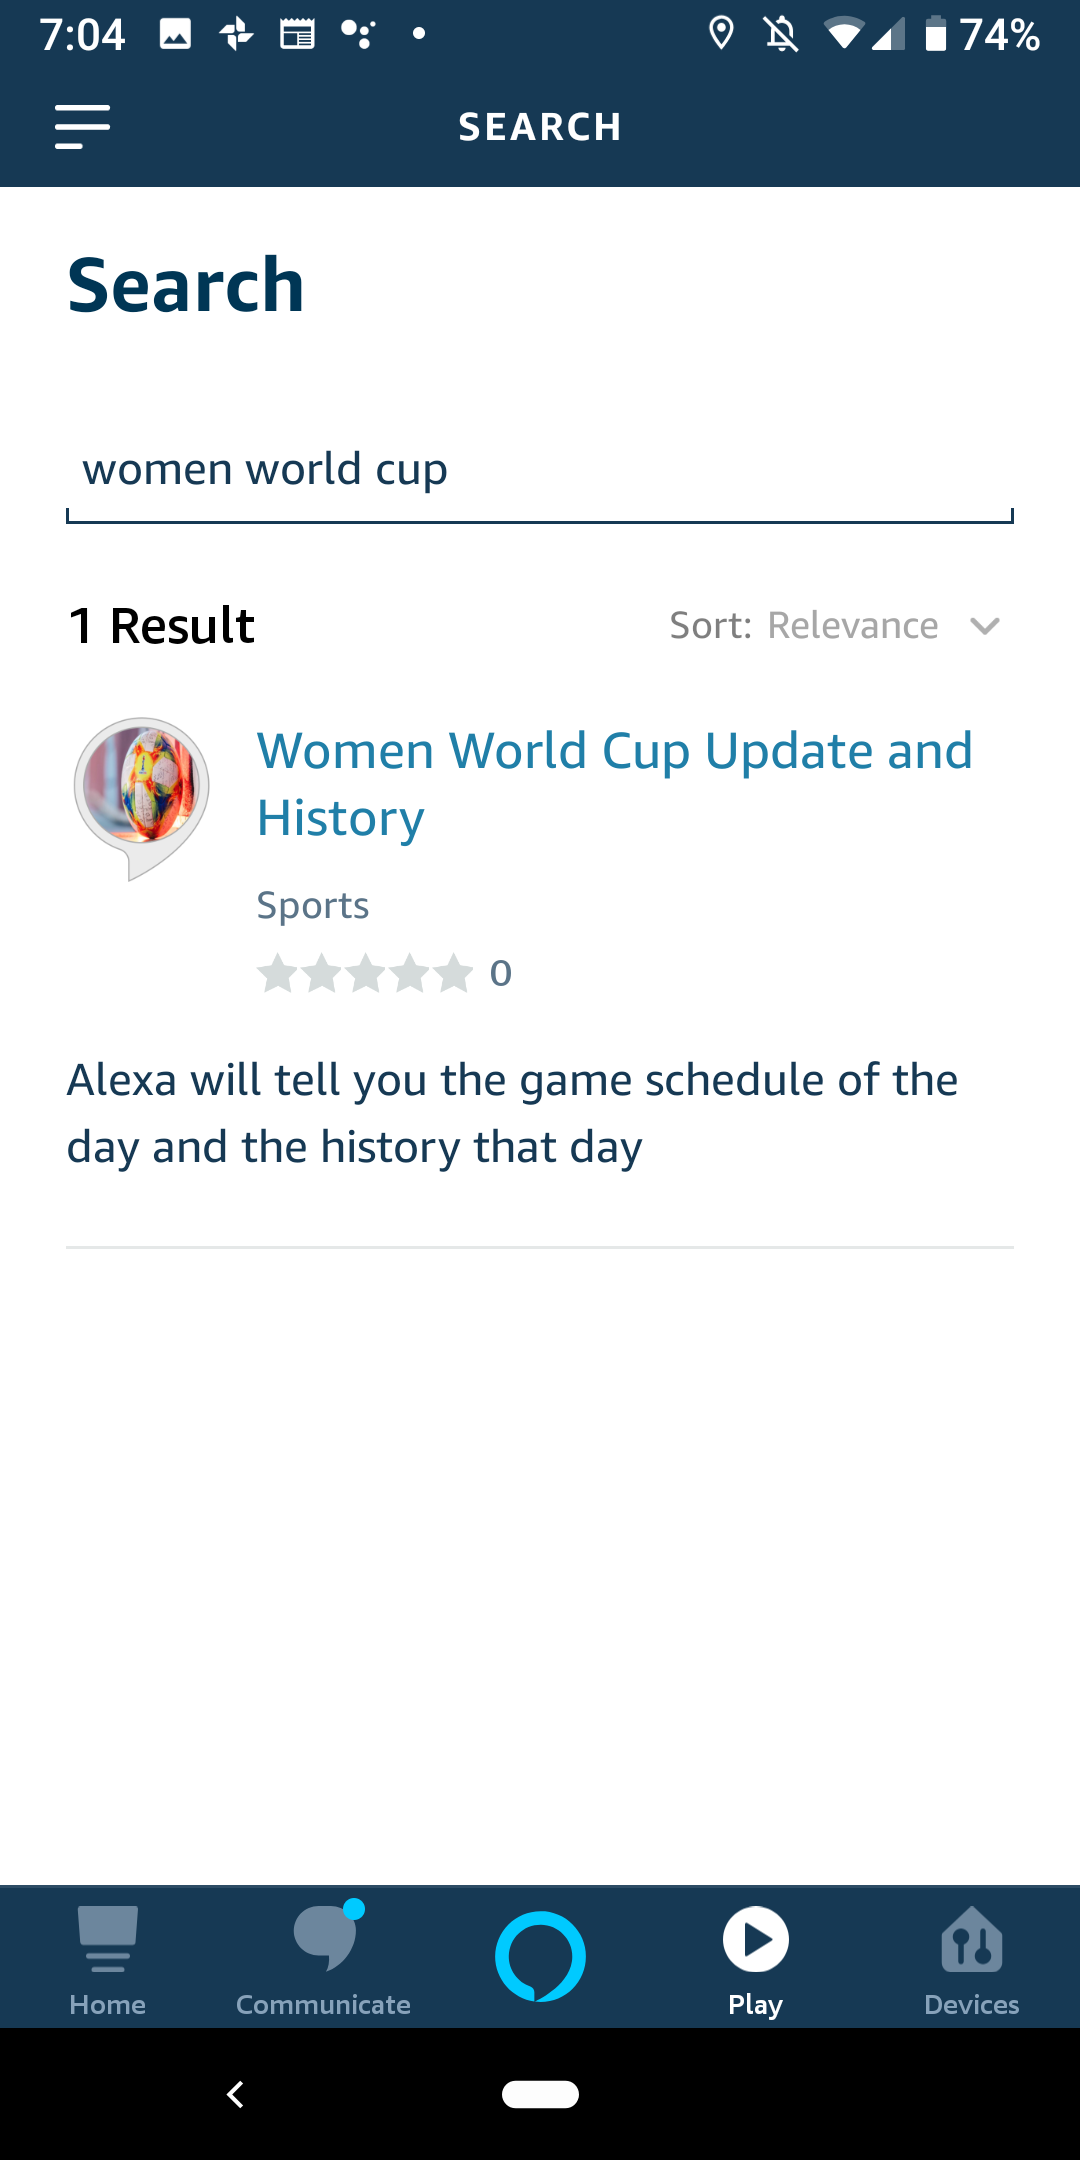 7:04
74%
SEARCH
Search
women world cup
1 Result
Sort: Relevance
Women World Cup Update and
History
Sports
0
Alexa will tell you the game schedule of the
day and the history that day
Home
Communicate
Play
Devices